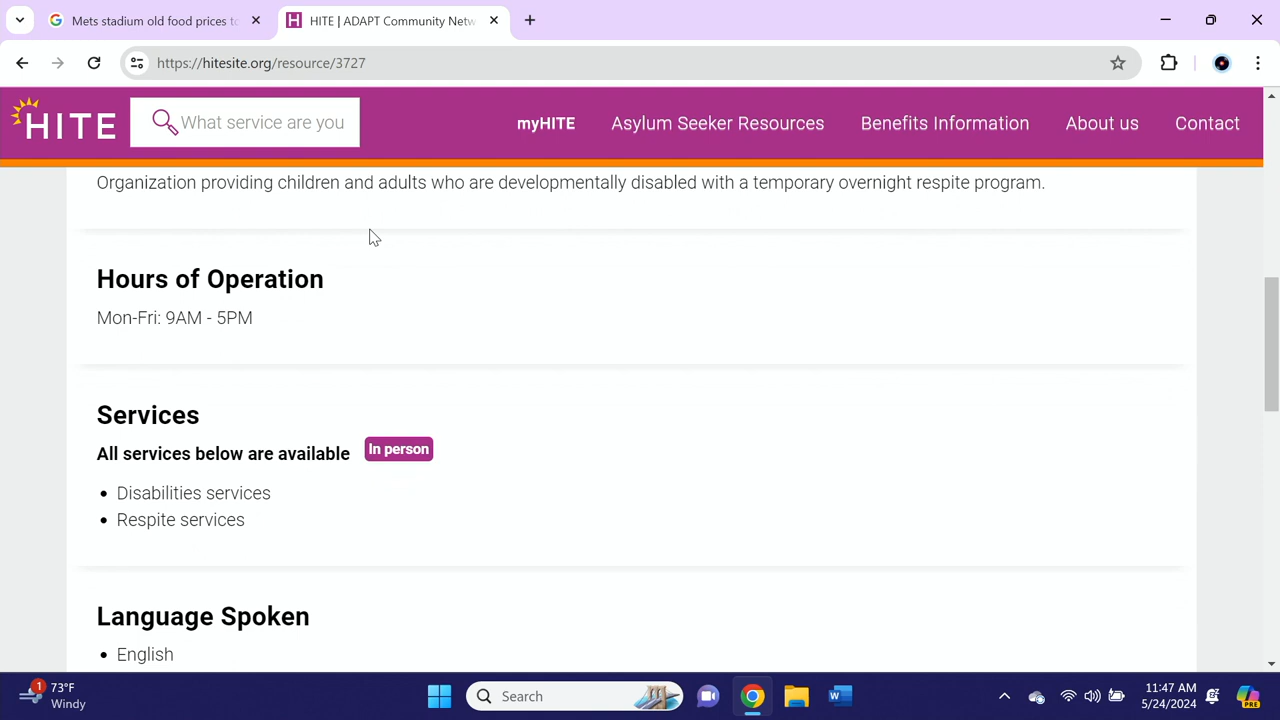 Mets stadium old food prices to
HITE | ADAPT Community Netw
https://hitesite.org/resource/3727
HITE
What service are you
myHITE
Asylum Seeker Resources
Benefits Information
About us
Contact
Organization providing children and adults who are developmentally disabled with a temporary overnight respite program.
Hours of Operation
Mon-Fri: 9AM - 5PM
Services
All services below are available In person
• Disabilities services
• Respite services
Language Spoken
• English
1
73°F
Windy
Search
11:47 AM
5/24/2024
PRE